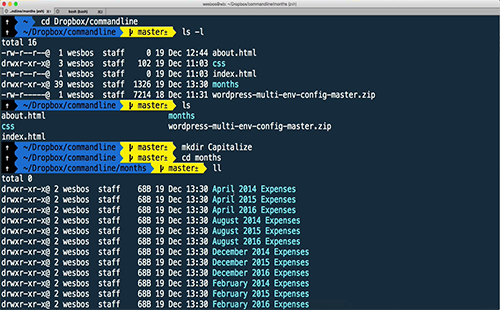 cd Dropbox/commandline
~/Dropbox/commandline master± ls -l
total 16
-rw-r--r--@ 1 wesbos staff 0 19 Dec 12:44 about.html
drwxr-xr-x@ 3 wesbos staff 102 19 Dec 11:03 css
-rw-r--r--@ 1 wesbos staff 0 19 Dec 11:03 index.html
drwxr-xr-x@ 39 wesbos staff 1326 19 Dec 13:30 months
-rw-r--r--@ 1 wesbos staff 7214 18 Dec 11:31 wordpress-multi-env-config-master.zip
~/Dropbox/commandline master± ls
about.html months
css wordpress-multi-env-config-master.zip
index.html
~/Dropbox/commandline master± mkdir Capitalize
~/Dropbox/commandline master± cd months
~/Dropbox/commandline/months master± ll
total 0
drwxr-xr-x@ 2 wesbos staff 68B 19 Dec 13:30 April 2014 Expenses
drwxr-xr-x@ 2 wesbos staff 68B 19 Dec 13:30 April 2015 Expenses
drwxr-xr-x@ 2 wesbos staff 68B 19 Dec 13:30 April 2016 Expenses
drwxr-xr-x@ 2 wesbos staff 68B 19 Dec 13:30 August 2014 Expenses
drwxr-xr-x@ 2 wesbos staff 68B 19 Dec 13:30 August 2015 Expenses
drwxr-xr-x@ 2 wesbos staff 68B 19 Dec 13:30 August 2016 Expenses
drwxr-xr-x@ 2 wesbos staff 68B 19 Dec 13:30 December 2014 Expenses
drwxr-xr-x@ 2 wesbos staff 68B 19 Dec 13:30 December 2015 Expenses
drwxr-xr-x@ 2 wesbos staff 68B 19 Dec 13:30 December 2016 Expenses
drwxr-xr-x@ 2 wesbos staff 68B 19 Dec 13:30 February 2014 Expenses
drwxr-xr-x@ 2 wesbos staff 68B 19 Dec 13:30 February 2015 Expenses
drwxr-xr-x@ 2 wesbos staff 68B 19 Dec 13:30 February 2016 Expenses